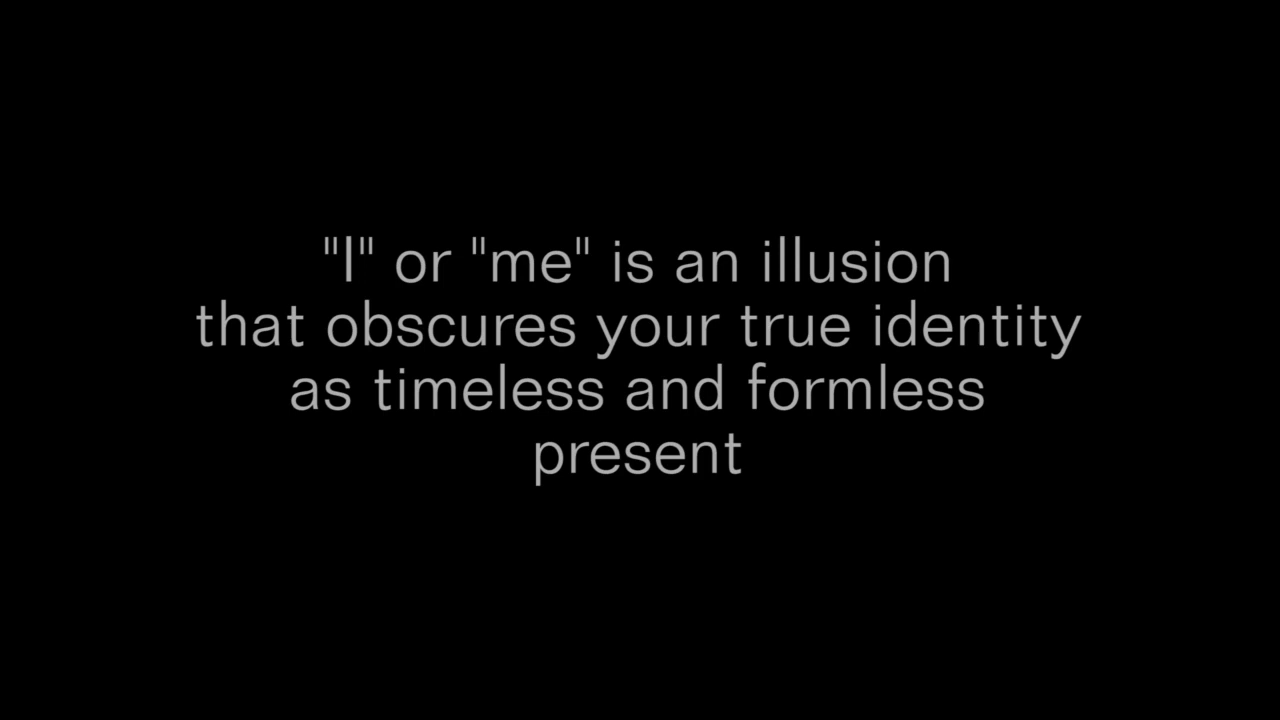 "I" or "me" is an illusion
that obscures your true identity
as timeless and formless
present